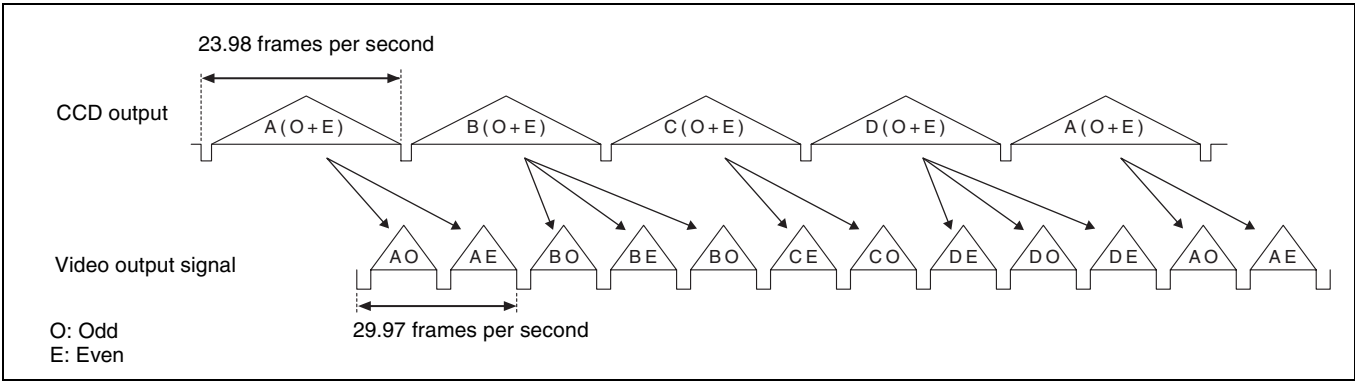 23.98 frames per second
CCD output
A(O+E) B(O+E) C(O+E) D(O+E) A(O+E)
Video output signal
AO AE BO BE BO CE CO DE DO DE AO AE
29.97 frames per second
O: Odd
E: Even